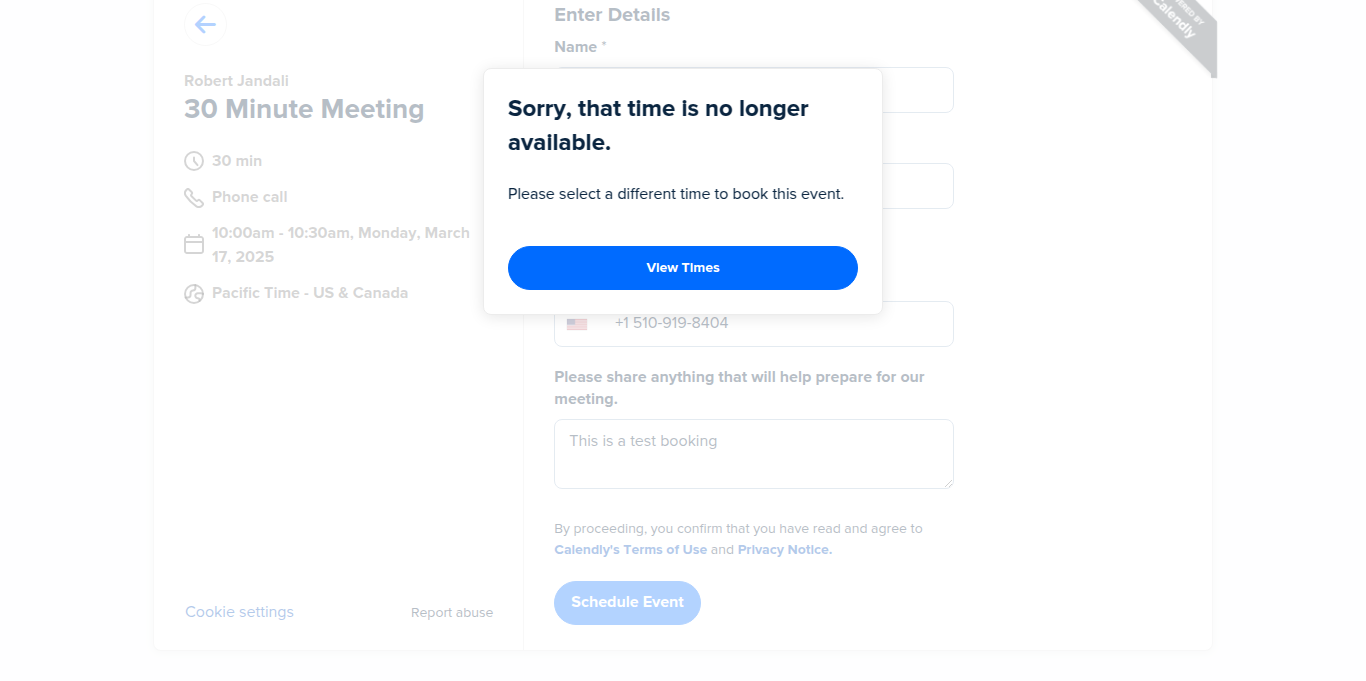 Enter Details
Name *
POWERED BY
Calendly
Robert Jandali
30 Minute Meeting
30 min
Phone call
10:00am - 10:30am, Monday, March
17, 2025
Pacific Time - US & Canada
Sorry, that time is no longer
available.
Please select a different time to book this event.
View Times
+1 510-919-8404
Please share anything that will help prepare for our
meeting.
This is a test booking
By proceeding, you confirm that you have read and agree to
Calendly's Terms of Use and Privacy Notice.
Schedule Event
Cookie settings
Report abuse